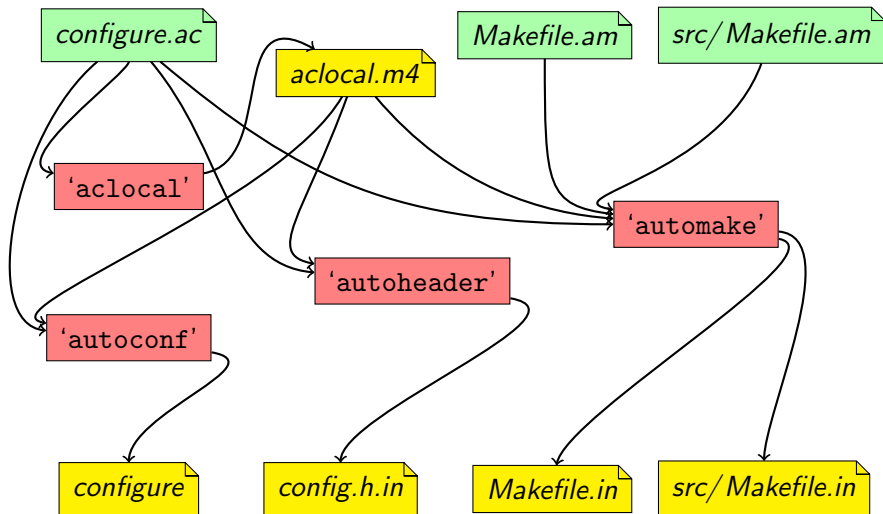 configure.ac
aclocal.m4
Makefile.am
src/Makefile.am
‘aclocal’
‘automake’
‘autoheader’
‘autoconf’
configure
config.h.in
Makefile.in
src/Makefile.in